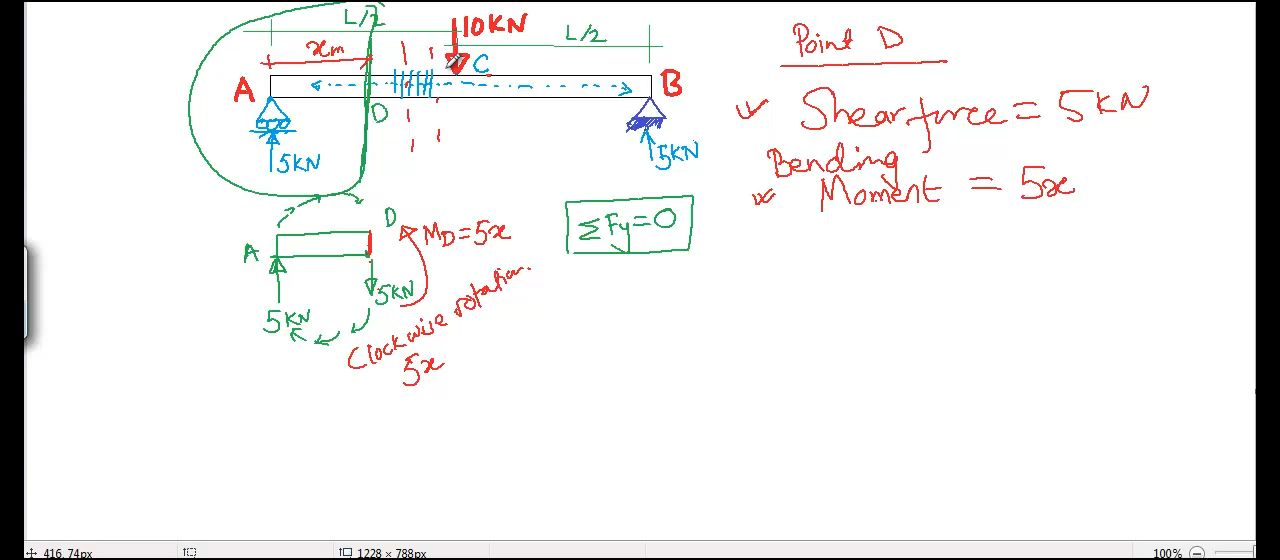 L/2
10KN
L/2
xm
C
A
B
D
5KN
5KN
Point D
Shear force = 5KN
Bending
Moment = 5x
A
D
MD=5x
5KN
5KN
Clockwise rotation.
5x
ΣFy=0
416,74px
1228 × 788px
100%